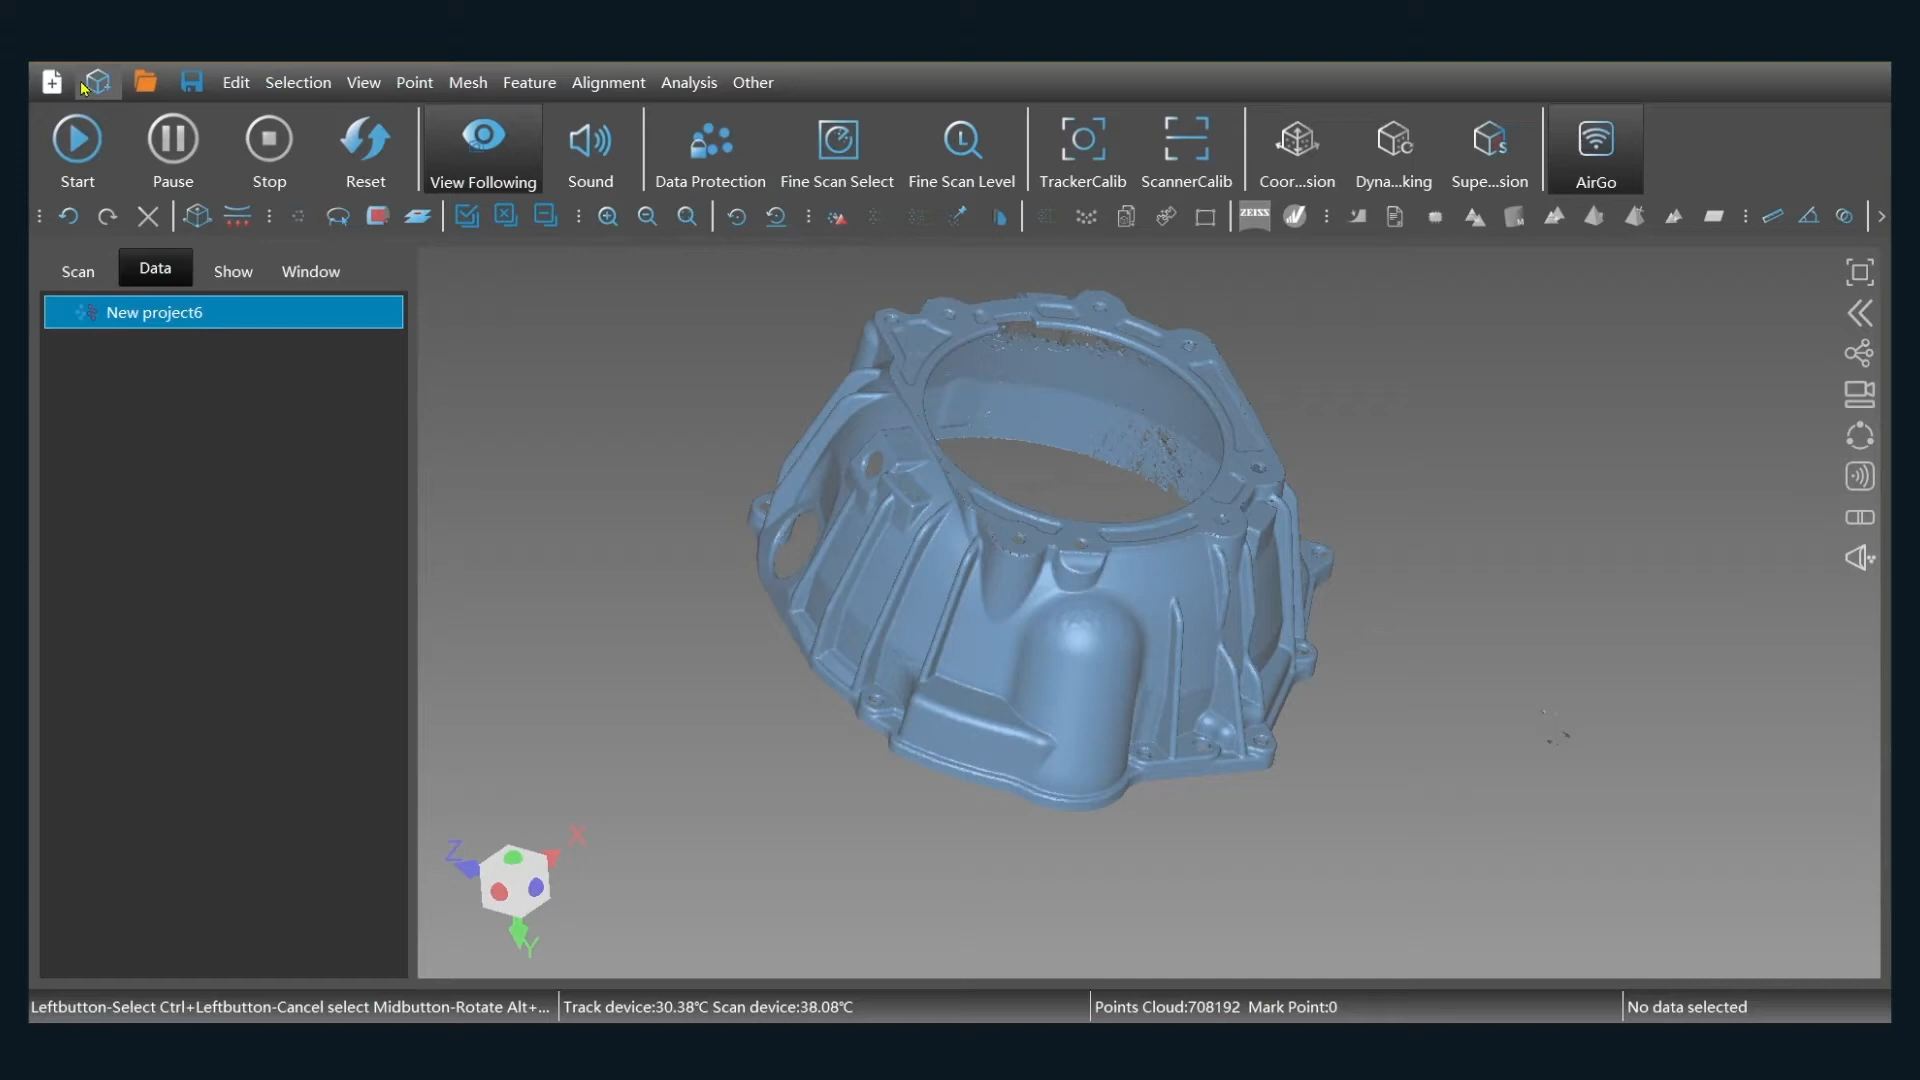 Edit Selection View Point Mesh Feature Alignment Analysis Other
Start Pause Stop Reset View Following Sound Data Protection Fine Scan Select Fine Scan Level TrackerCalib ScannerCalib Coor...sion Dyna...king Supe...sion AirGo
ZEISS
Scan Data Show Window
New project6
Z X
Y
Leftbutton-Select Ctrl+Leftbutton-Cancel select Midbutton-Rotate Alt+... Track device:30.38℃ Scan device:38.08℃ Points Cloud:708192 Mark Point:0 No data selected